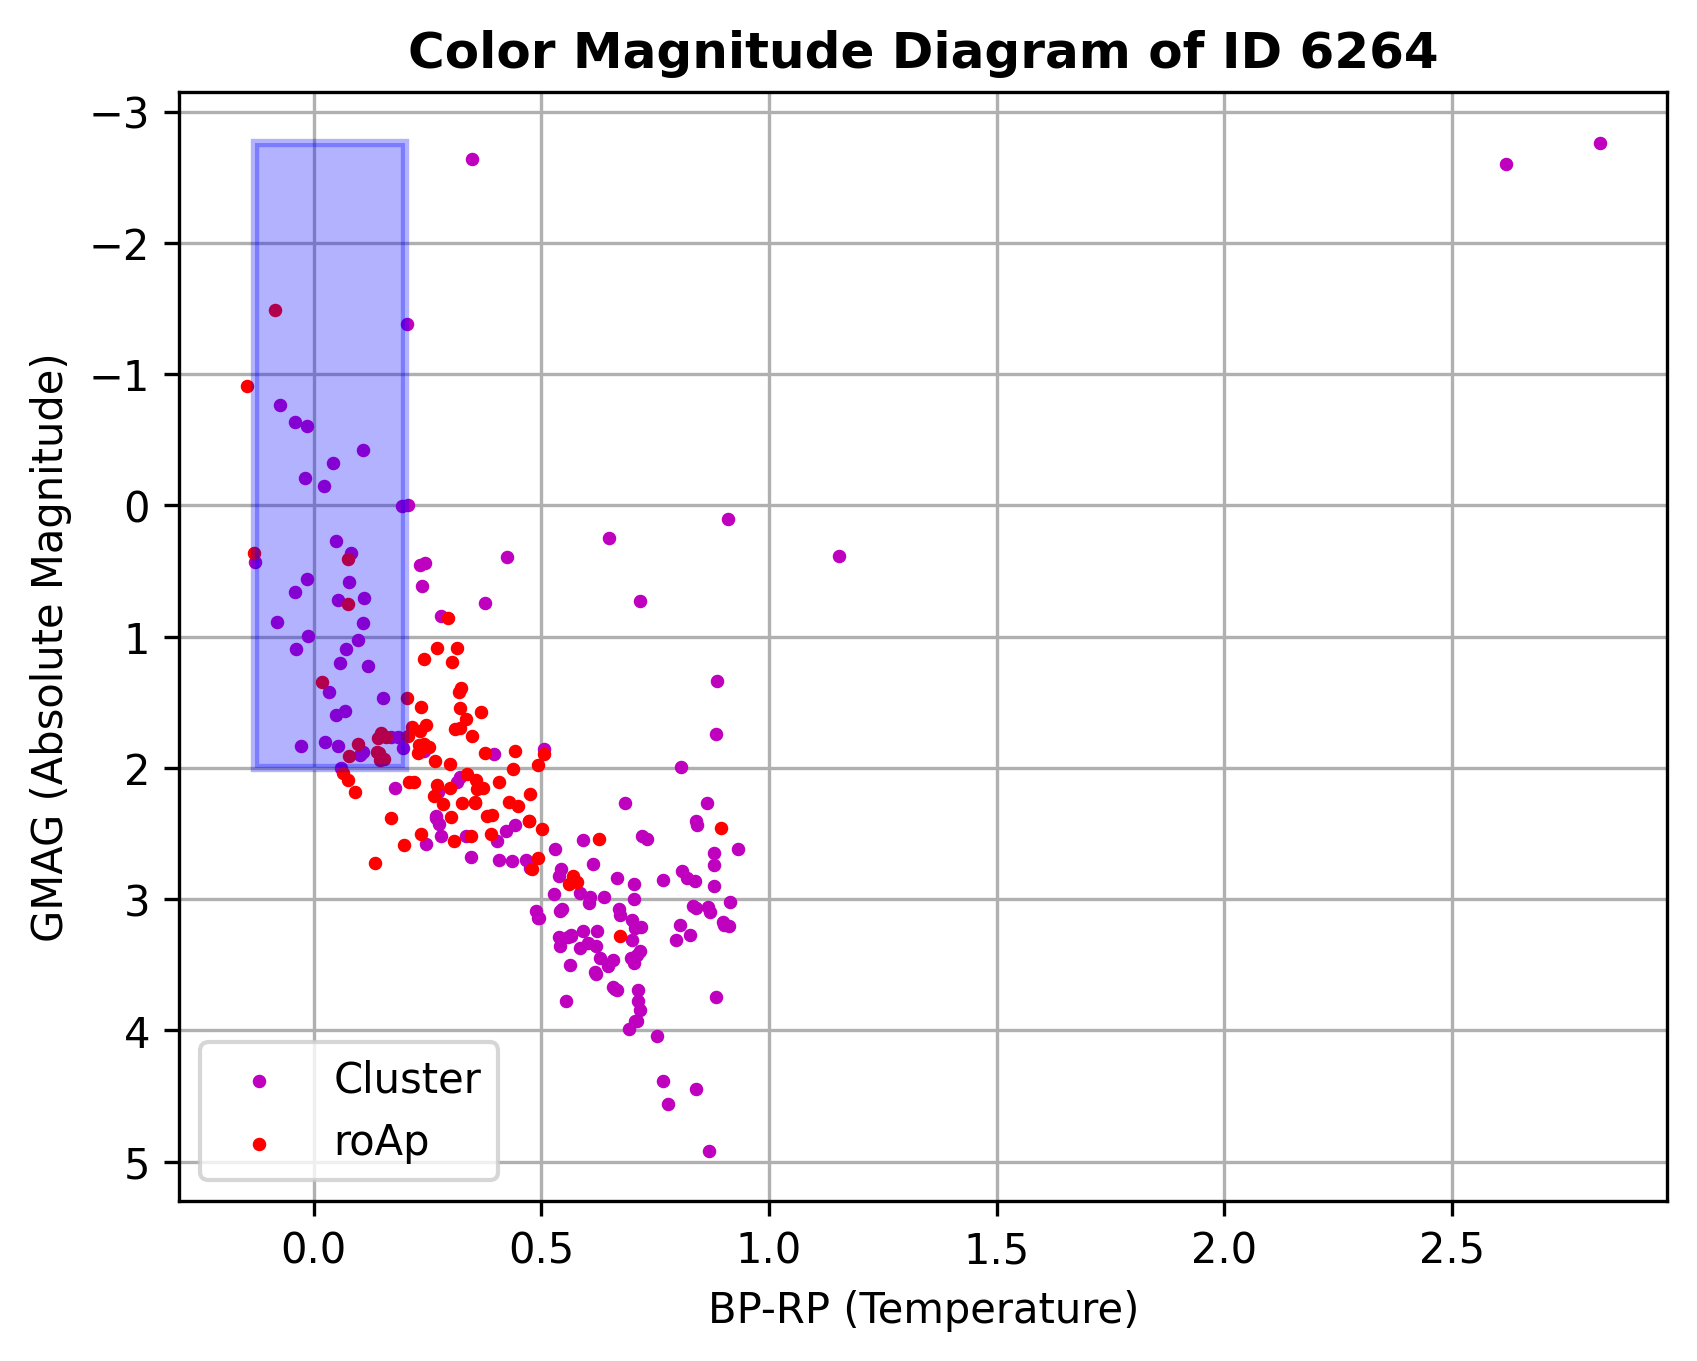 Color Magnitude Diagram of ID 6264
GMAG (Absolute Magnitude)
−3
−2
−1
0
1
2
3
4
5
Cluster
roAp
0.0 0.5 1.0 1.5 2.0 2.5
BP-RP (Temperature)